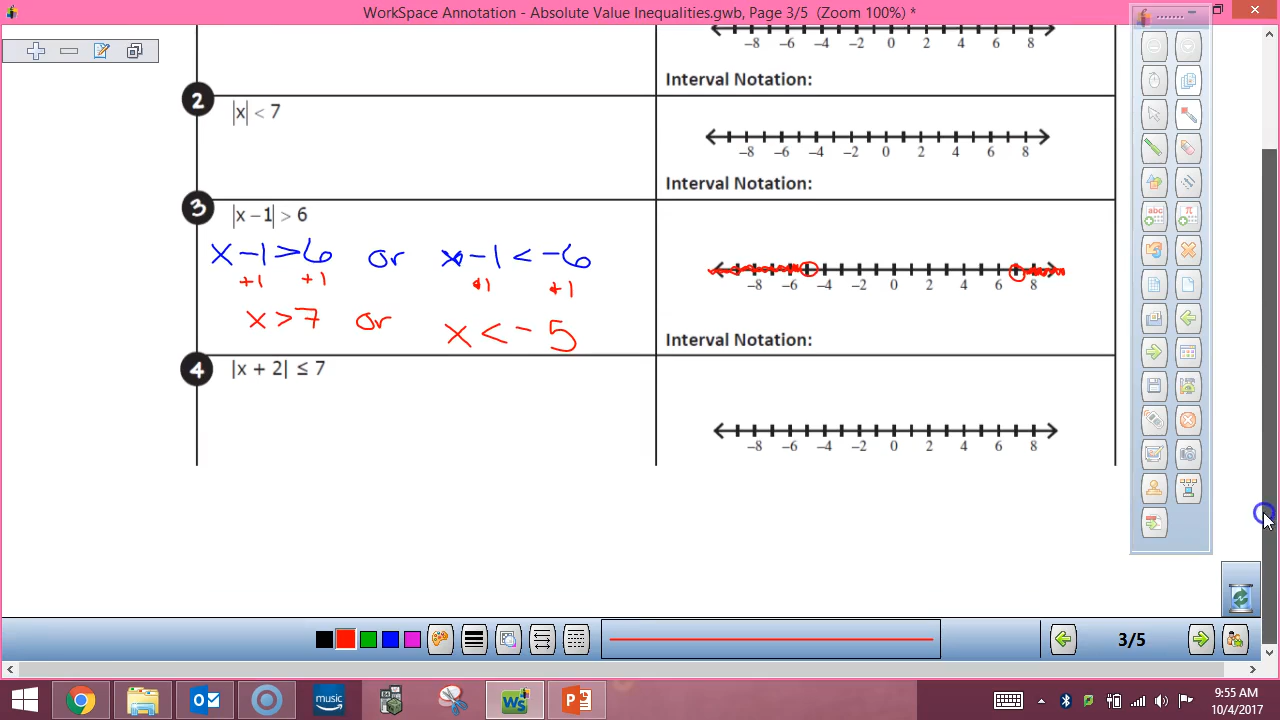 WorkSpace Annotation - Absolute Value Inequalities.gwb, Page 3/5 (Zoom 100%) *
-8 -6 -4 -2 0 2 4 6 8
Interval Notation:
2 |x| < 7
-8 -6 -4 -2 0 2 4 6 8
Interval Notation:
3 |x – 1| > 6
x - 1 > 6 or x - 1 < -6
+1 +1 +1 +1
x > 7 or x < - 5
-8 -6 -4 -2 0 2 4 6 8
Interval Notation:
4 |x + 2| ≤ 7
-8 -6 -4 -2 0 2 4 6 8
abc
π
3/5
music
WS
9:55 AM
10/4/2017